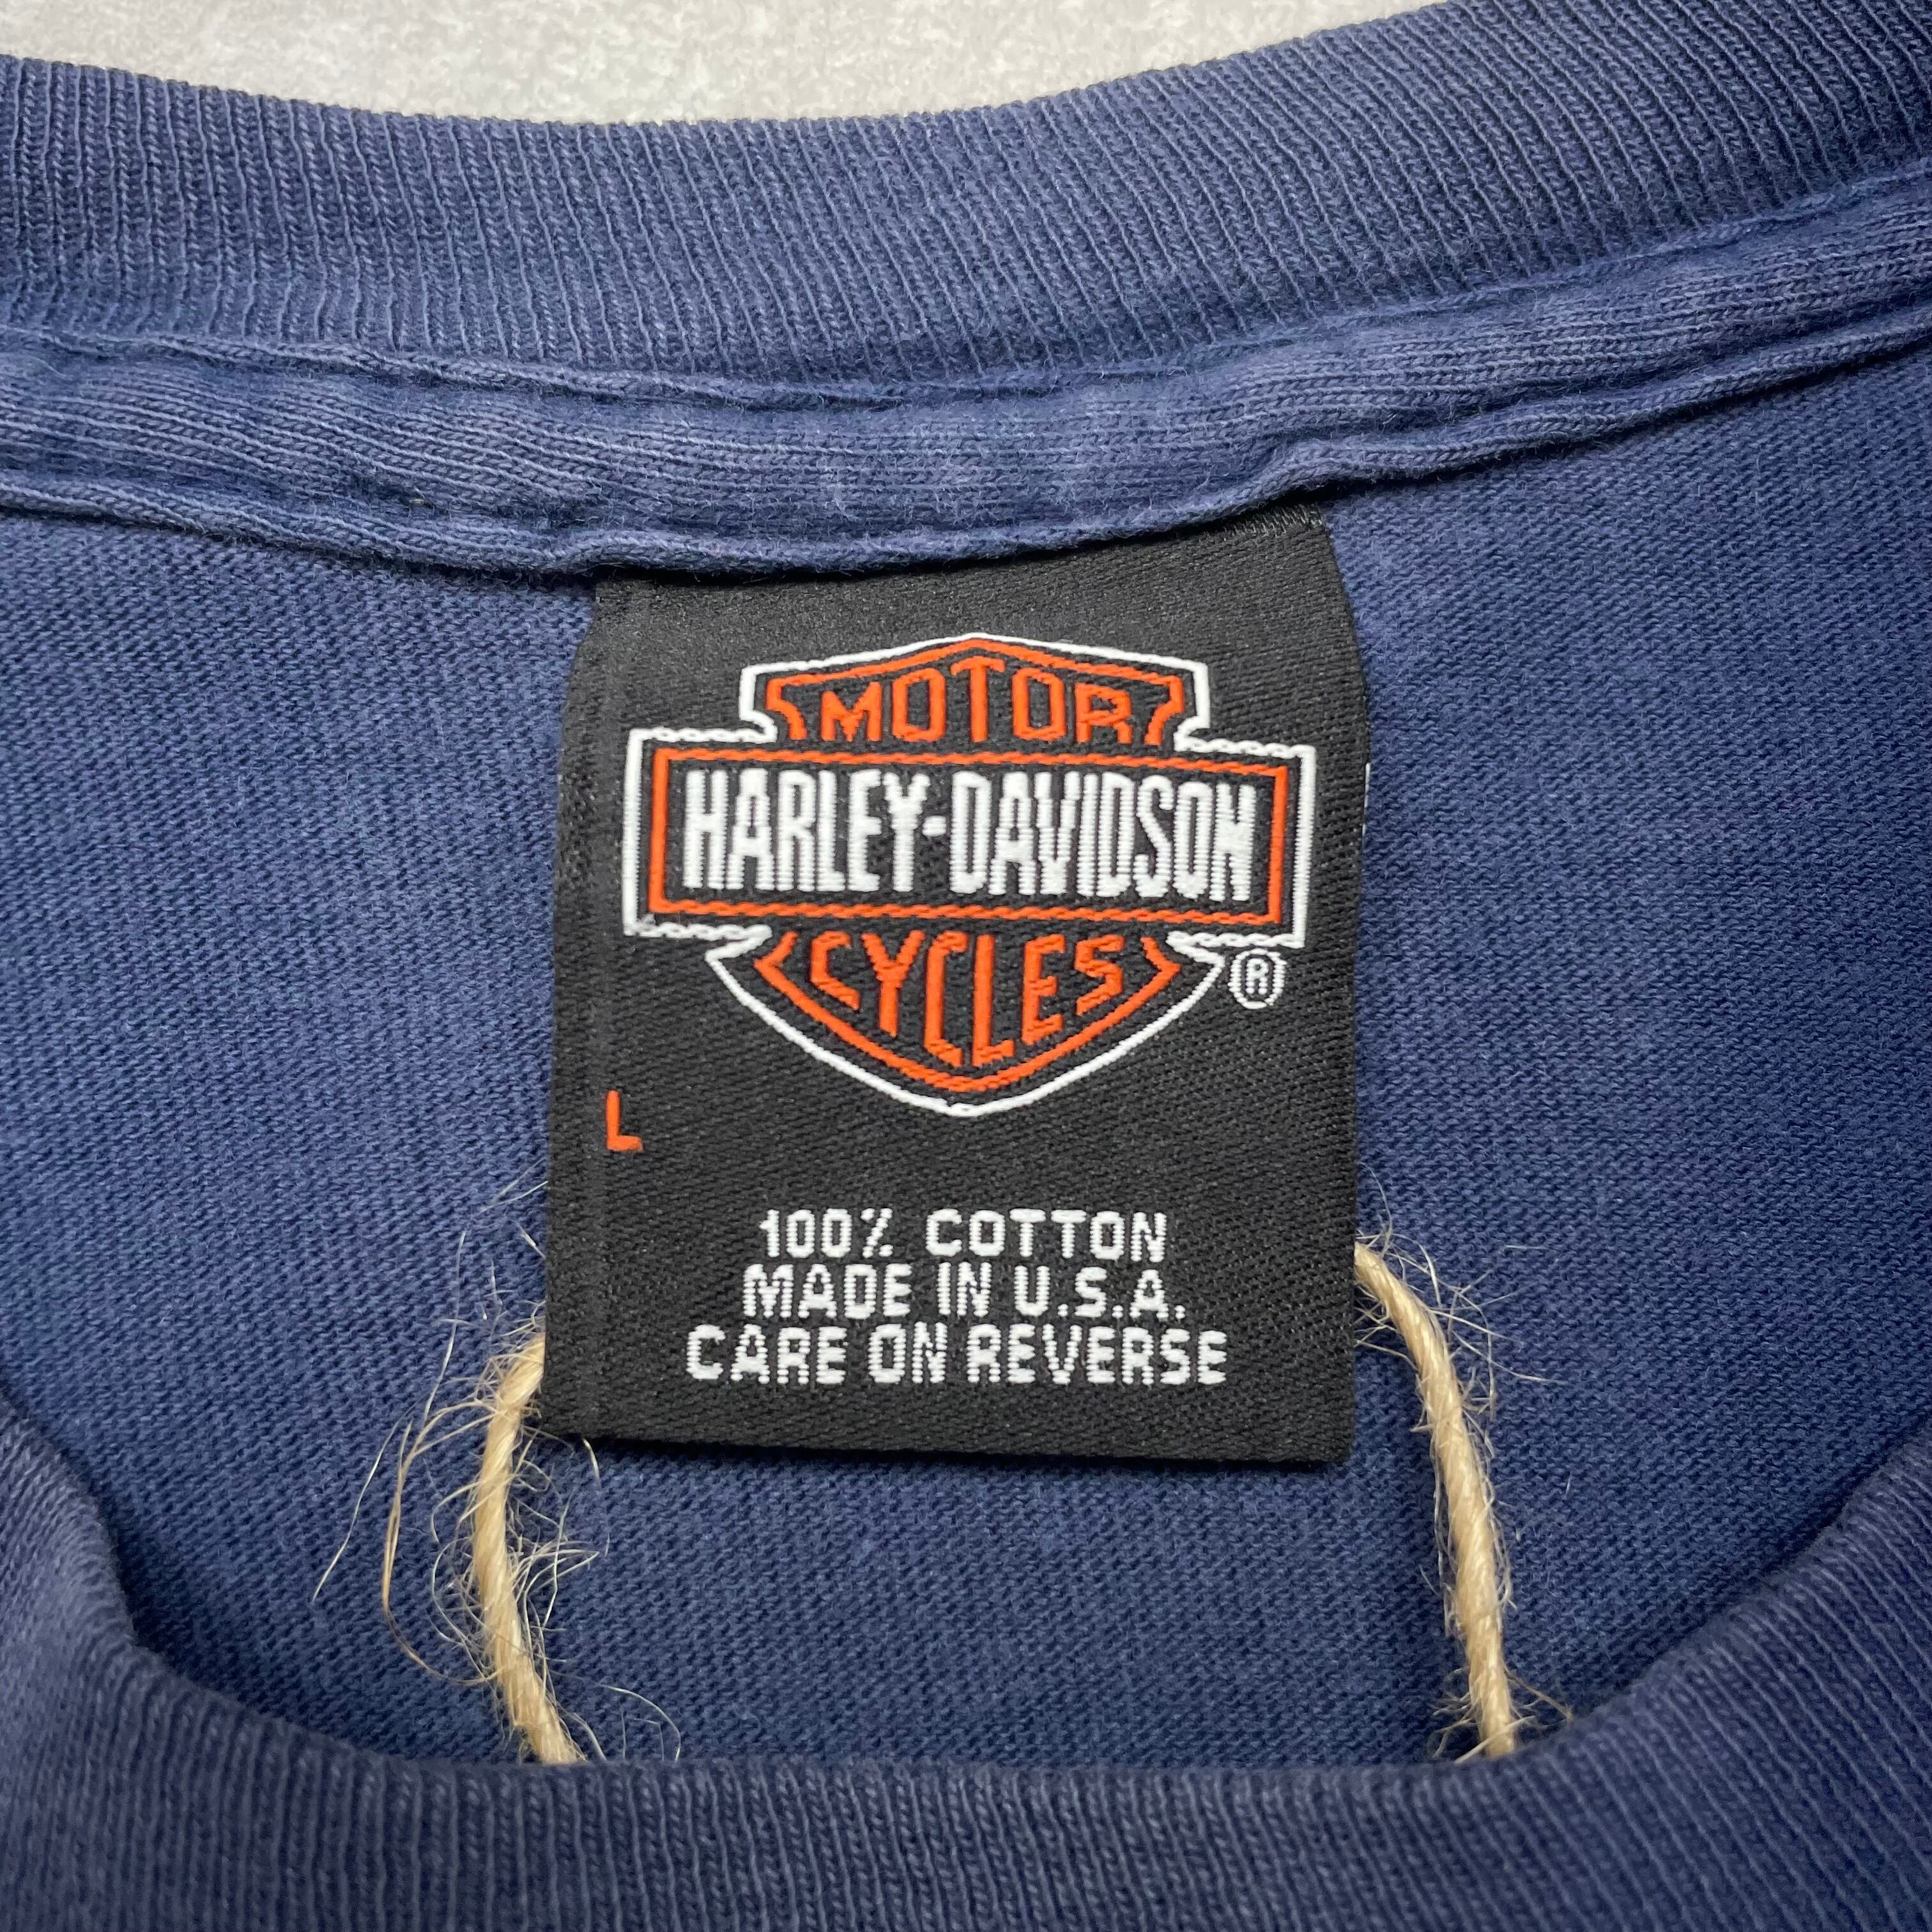 MOTOR
HARLEY-DAVIDSON
CYCLES
®
L
100% COTTON
MADE IN U.S.A.
CARE ON REVERSE